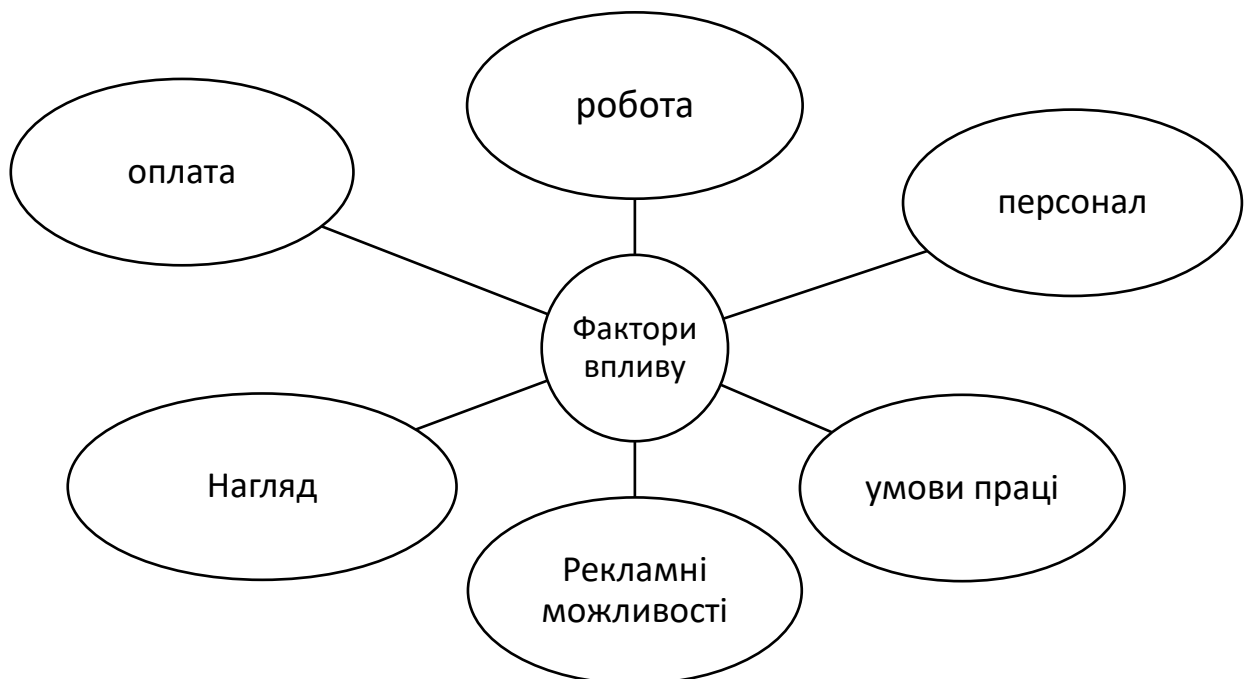 робота
оплата
персонал
Фактори
впливу
Нагляд
умови праці
Рекламні
можливості